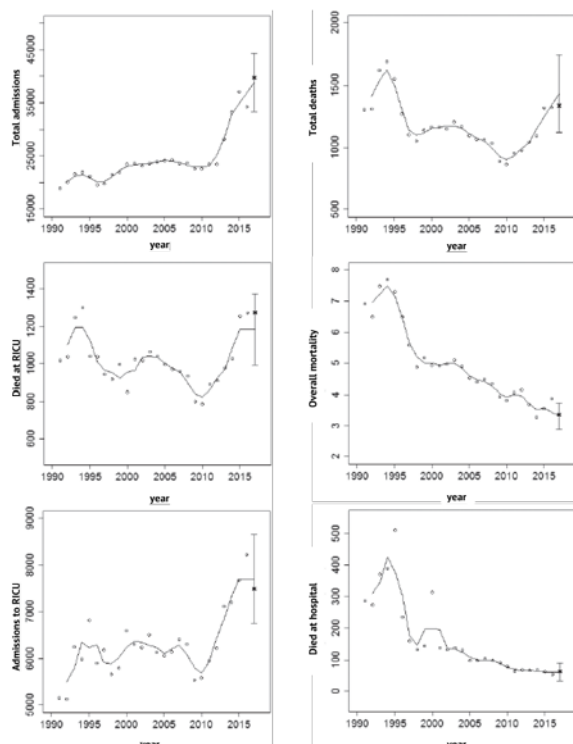 Total admissions
45000
35000
25000
15000
1990 1995 2000 2005 2010 2015
year
Total deaths
2000
1500
1000
500
1990 1995 2000 2005 2010 2015
year
Died at RICU
1400
1200
1000
800
600
1990 1995 2000 2005 2010 2015
year
Overall mortality
8
7
6
5
4
3
2
1990 1995 2000 2005 2010 2015
year
Admissions to RICU
9000
8000
7000
6000
5000
1990 1995 2000 2005 2010 2015
year
Died at hospital
500
400
300
200
100
0
1990 1995 2000 2005 2010 2015
year